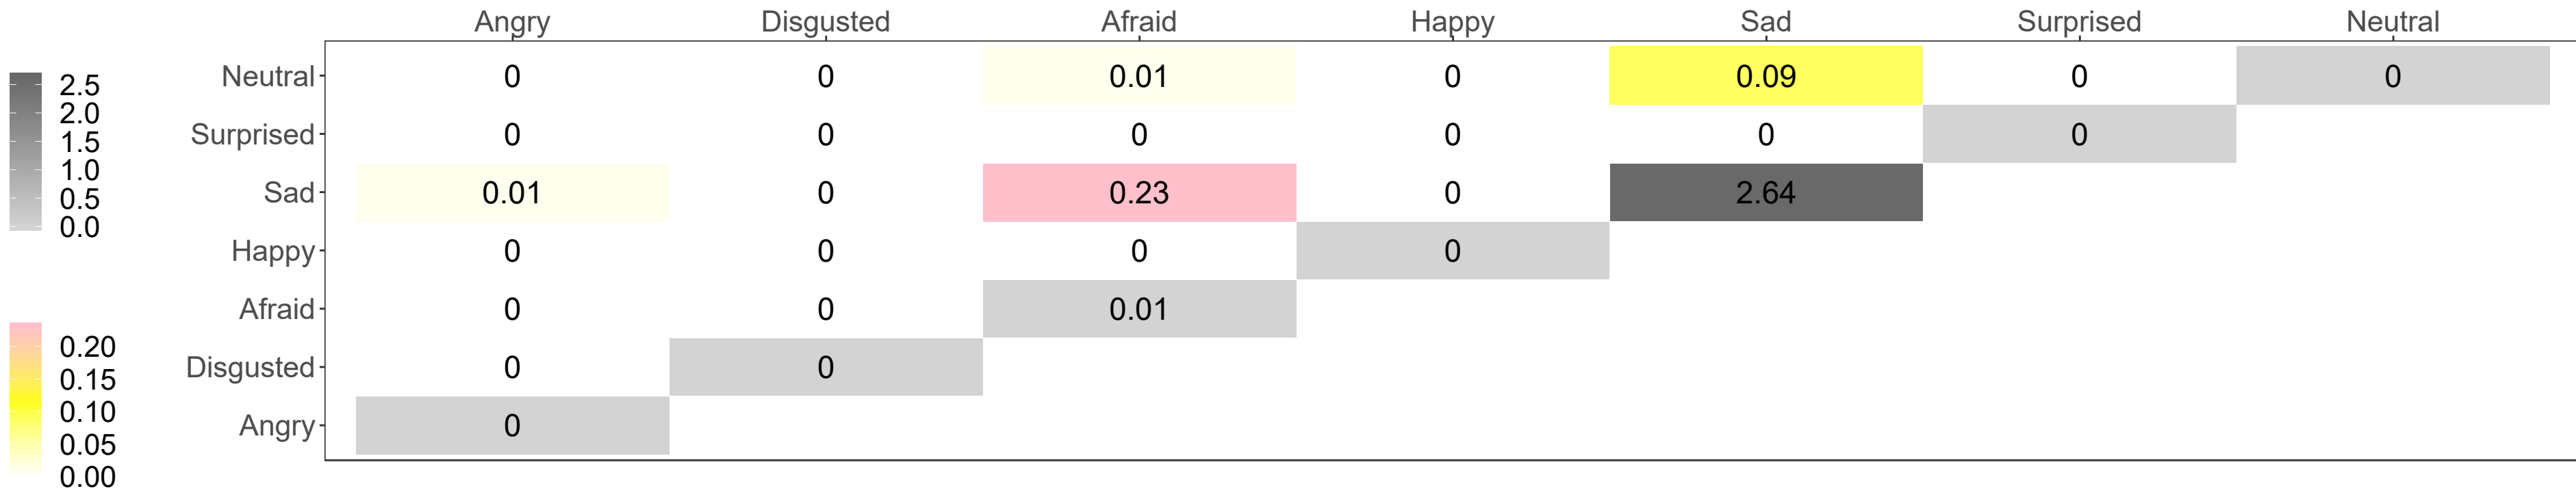 Angry Disgusted Afraid Happy Sad Surprised Neutral
2.5
2.0
1.5
1.0
0.5
0.0
0.20
0.15
0.10
0.05
0.00
Neutral 0 0 0.01 0 0.09 0 0
Surprised 0 0 0 0 0 0
Sad 0.01 0 0.23 0 2.64
Happy 0 0 0 0
Afraid 0 0 0.01
Disgusted 0 0
Angry 0